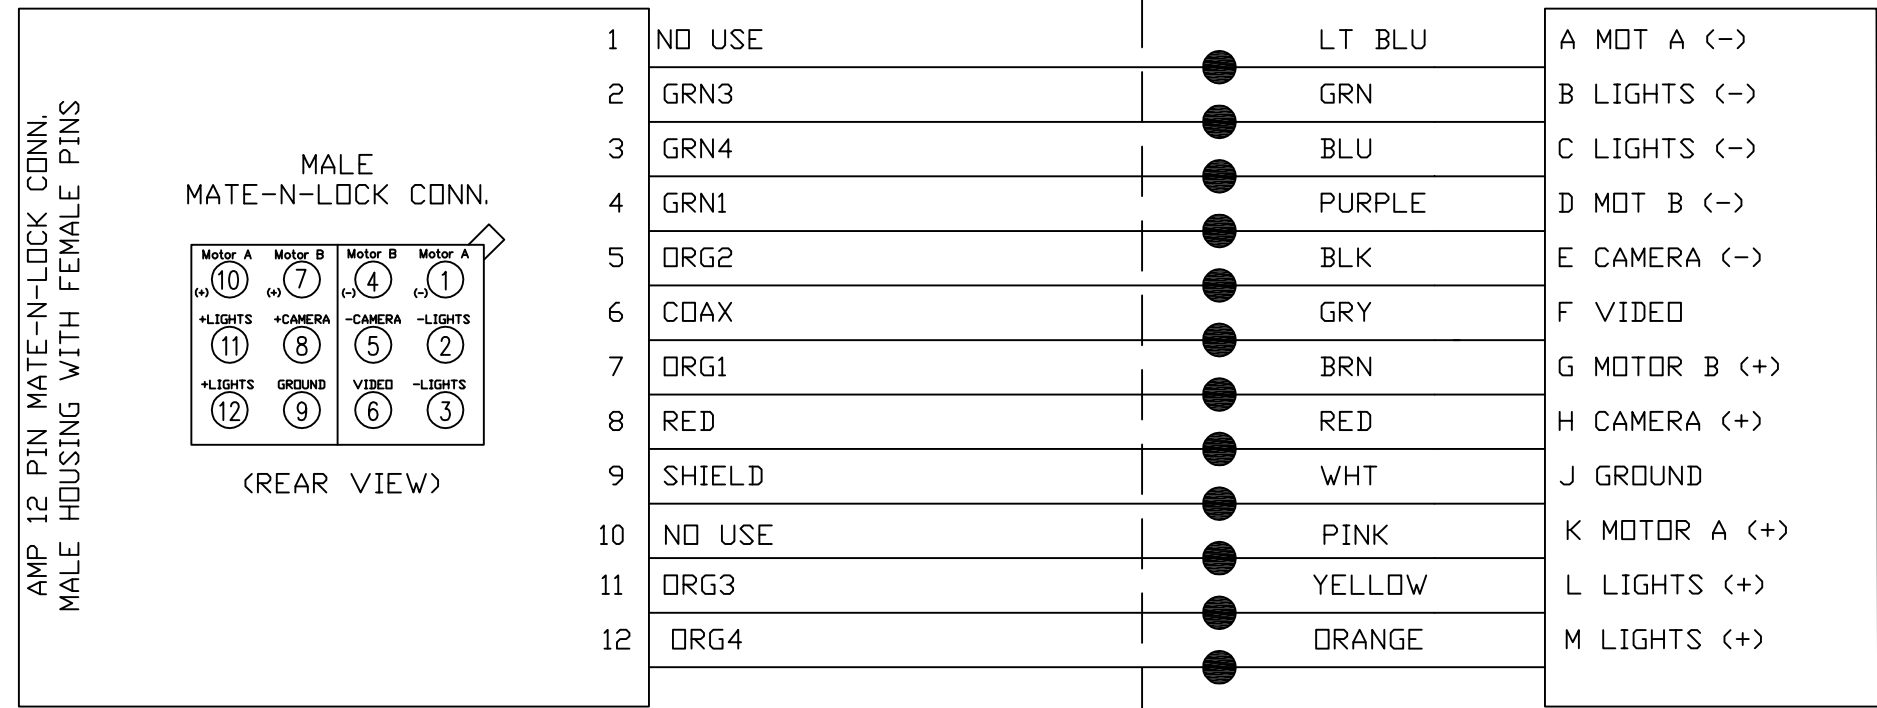 AMP 12 PIN MATE-N-LOCK CONN.
MALE HOUSING WITH FEMALE PINS
MALE
MATE-N-LOCK CONN.
Motor A Motor B Motor B Motor A
(+) 10 (+) 7 (-) 4 (-) 1
+LIGHTS +CAMERA -CAMERA -LIGHTS
11 8 5 2
+LIGHTS GROUND VIDEO -LIGHTS
12 9 6 3
(REAR VIEW)
1 NO USE LT BLU A MOT A (-)
2 GRN3 GRN B LIGHTS (-)
3 GRN4 BLU C LIGHTS (-)
4 GRN1 PURPLE D MOT B (-)
5 ORG2 BLK E CAMERA (-)
6 COAX GRY F VIDEO
7 ORG1 BRN G MOTOR B (+)
8 RED RED H CAMERA (+)
9 SHIELD WHT J GROUND
10 NO USE PINK K MOTOR A (+)
11 ORG3 YELLOW L LIGHTS (+)
12 ORG4 ORANGE M LIGHTS (+)